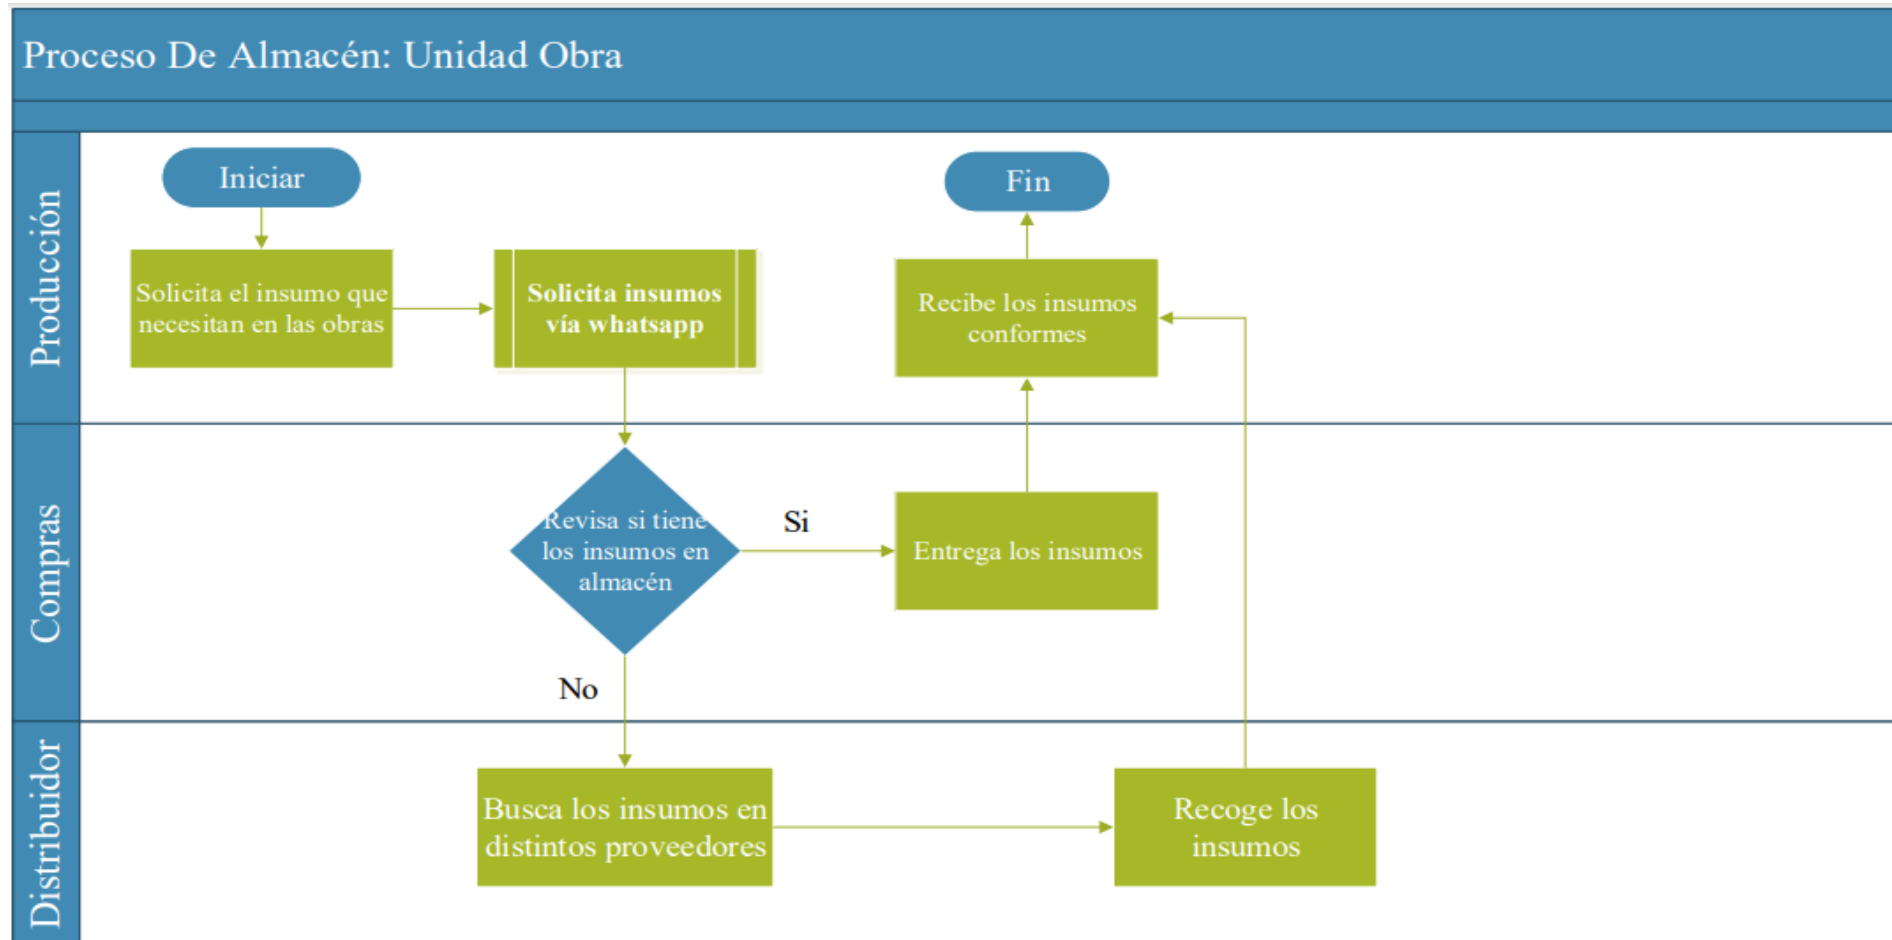 Proceso De Almacén: Unidad Obra
Producción
Iniciar
Solicita el insumo que
necesitan en las obras
Solicita insumos
vía whatsapp
Fin
Recibe los insumos
conformes
Compras
Revisa si tiene
los insumos en
almacén
Si
Entrega los insumos
No
Distribuidor
Busca los insumos en
distintos proveedores
Recoge los
insumos